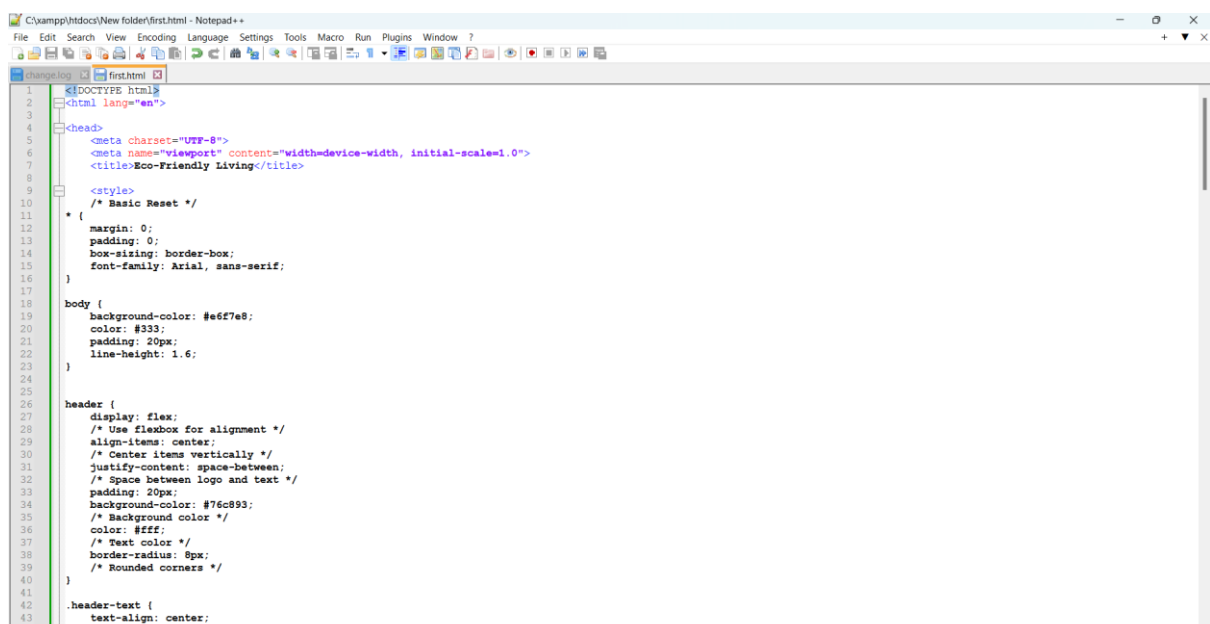 C:\xampp\htdocs\New folder\first.html - Notepad++
File Edit Search View Encoding Language Settings Tools Macro Run Plugins Window ?
change.log first.html
1 <!DOCTYPE html>
2 <html lang="en">
3
4 <head>
5 <meta charset="UTF-8">
6 <meta name="viewport" content="width=device-width, initial-scale=1.0">
7 <title>Eco-Friendly Living</title>
8
9 <style>
10 /* Basic Reset */
11 * {
12 margin: 0;
13 padding: 0;
14 box-sizing: border-box;
15 font-family: Arial, sans-serif;
16 }
17
18 body {
19 background-color: #e6f7e8;
20 color: #333;
21 padding: 20px;
22 line-height: 1.6;
23 }
24
25
26 header {
27 display: flex;
28 /* Use flexbox for alignment */
29 align-items: center;
30 /* Center items vertically */
31 justify-content: space-between;
32 /* Space between logo and text */
33 padding: 20px;
34 background-color: #76c893;
35 /* Background color */
36 color: #fff;
37 /* Text color */
38 border-radius: 8px;
39 /* Rounded corners */
40 }
41
42 .header-text {
43 text-align: center;